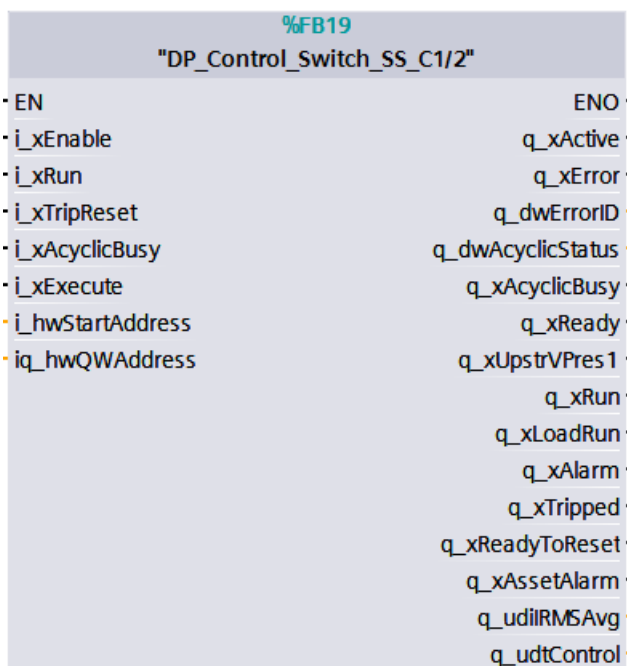 %FB19
"DP_Control_Switch_SS_C1/2"
EN ENO
i_xEnable q_xActive
i_xRun q_xError
i_xTripReset q_dwErrorID
i_xAcyclicBusy q_dwAcyclicStatus
i_xExecute q_xAcyclicBusy
i_hwStartAddress q_xReady
iq_hwQWAddress q_xUpstrVPres1
q_xRun
q_xLoadRun
q_xAlarm
q_xTripped
q_xReadyToReset
q_xAssetAlarm
q_udiIRMSAvg
q_udtControl